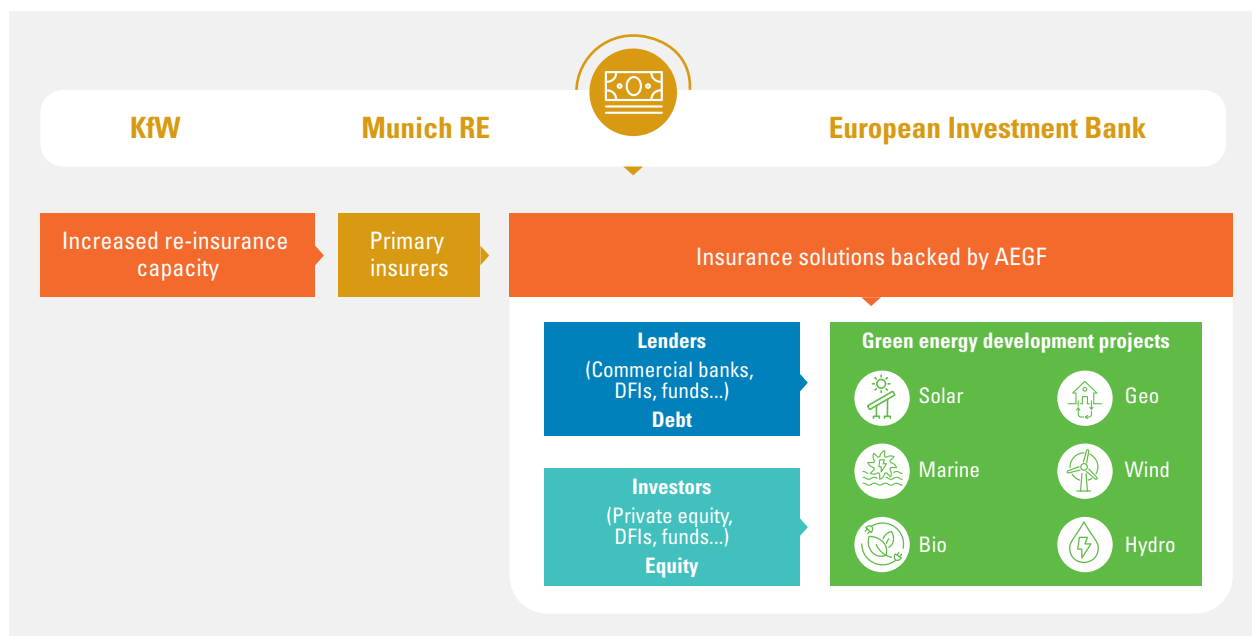 KfW
Munich RE
European Investment Bank
Increased re-insurance
capacity
Primary
insurers
Insurance solutions backed by AEGF
Lenders
(Commercial banks,
DFIs, funds...)
Debt
Investors
(Private equity,
DFIs, funds...)
Equity
Green energy development projects
Solar
Geo
Marine
Wind
Bio
Hydro